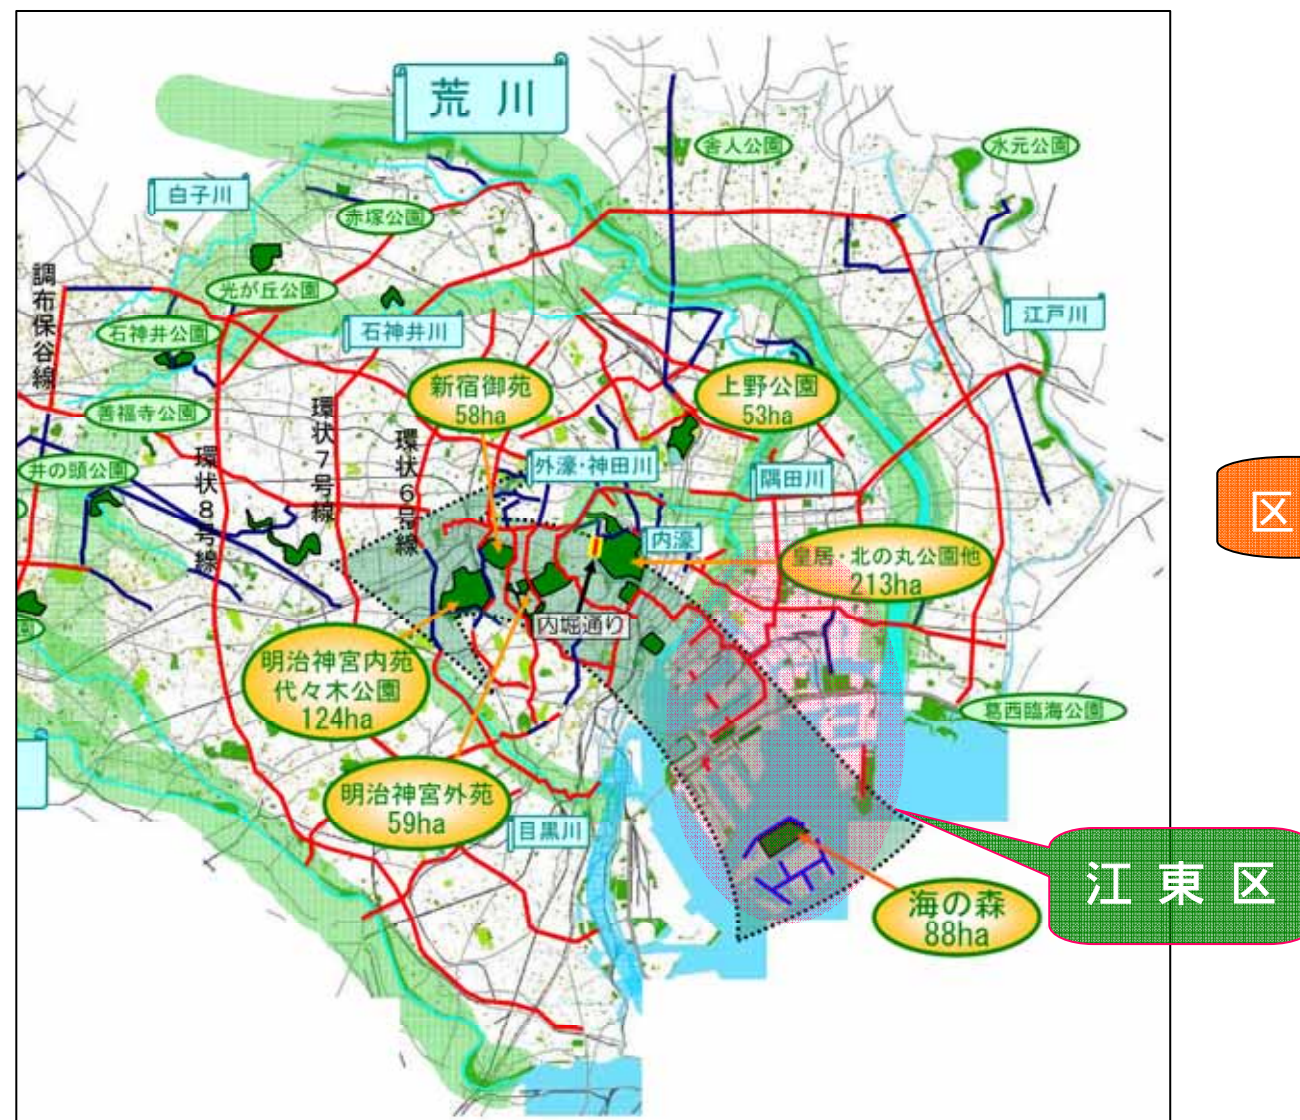 荒川
舎人公園
水元公園
白子川
赤塚公園
調布保谷線
光が丘公園
石神井公園
石神井川
江戸川
新宿御苑
58ha
上野公園
53ha
善福寺公園
環状7号線
環状6号線
環状8号線
井の頭公園
外濠・神田川
隅田川
区
内濠
皇居・北の丸公園他
213ha
内堀通り
明治神宮内苑
代々木公園
124ha
葛西臨海公園
明治神宮外苑
59ha
目黒川
江東区
海の森
88ha